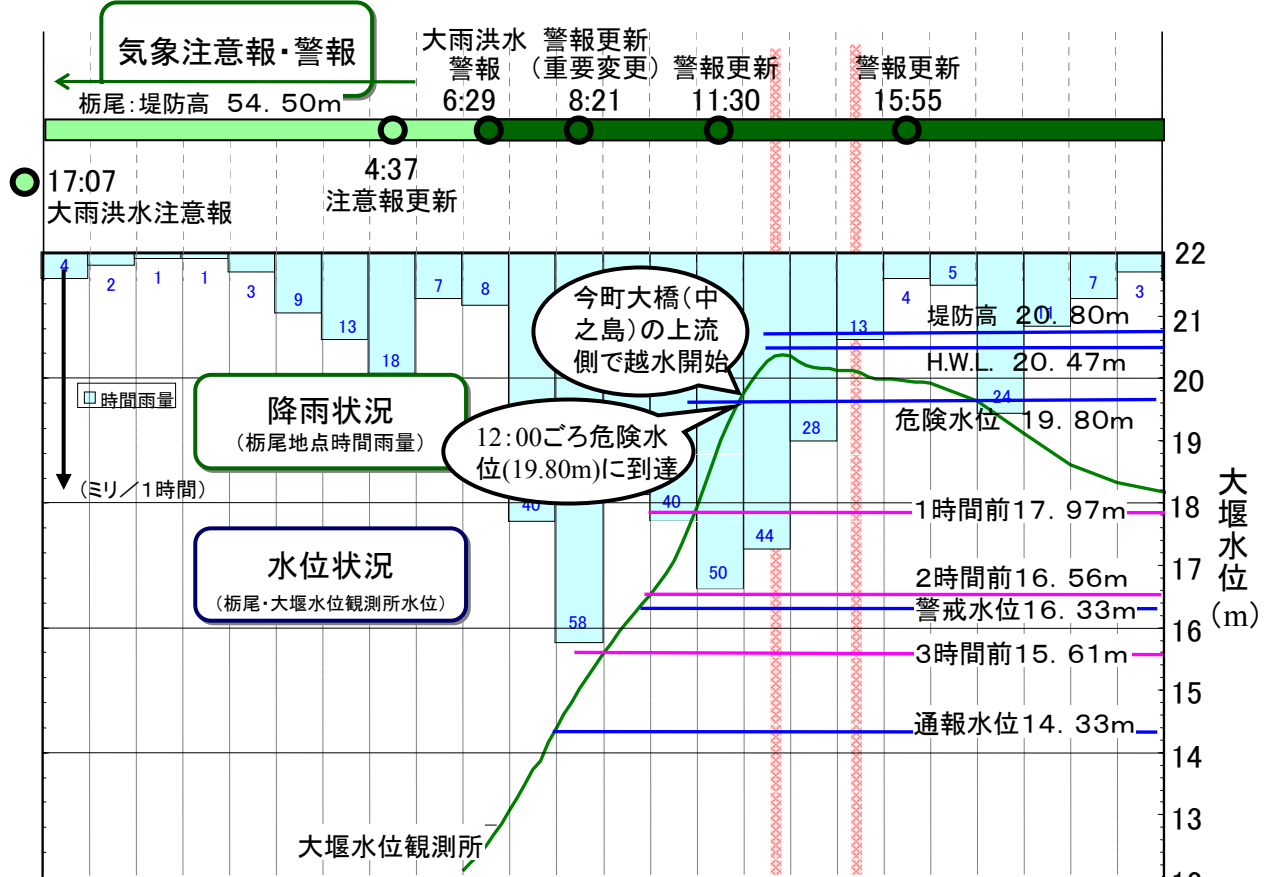 気象注意報・警報
栃尾:堤防高 54.50m
大雨洪水
警報
6:29
警報更新
(重要変更)
8:21
警報更新
11:30
警報更新
15:55
17:07
大雨洪水注意報
4:37
注意報更新
4
2
1
1
3
9
13
18
7
8
40
58
40
50
44
28
13
4
5
24
11
7
3
今町大橋(中
之島)の上流
側で越水開始
12:00ごろ危険水
位(19.80m)に到達
時間雨量
降雨状況
(栃尾地点時間雨量)
(ミリ/1時間)
水位状況
(栃尾・大堰水位観測所水位)
大堰水位観測所
堤防高 20.80m
H.W.L. 20.47m
危険水位 19.80m
1時間前17.97m
2時間前16.56m
警戒水位16.33m
3時間前15.61m
通報水位14.33m
22
21
20
19
18
17
16
15
14
13
大堰水位
(m)